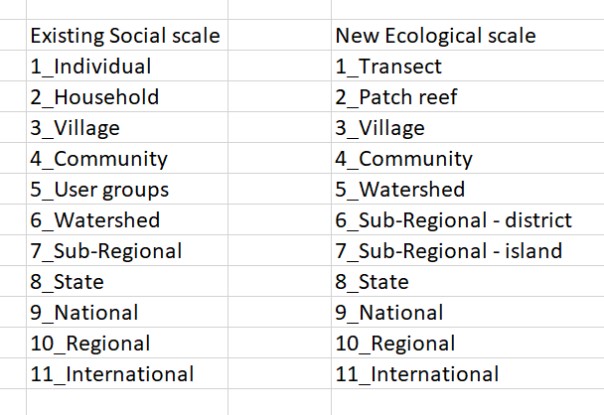 Existing Social scale New Ecological scale
1_Individual 1_Transect
2_Household 2_Patch reef
3_Village 3_Village
4_Community 4_Community
5_User groups 5_Watershed
6_Watershed 6_Sub-Regional - district
7_Sub-Regional 7_Sub-Regional - island
8_State 8_State
9_National 9_National
10_Regional 10_Regional
11_International 11_International